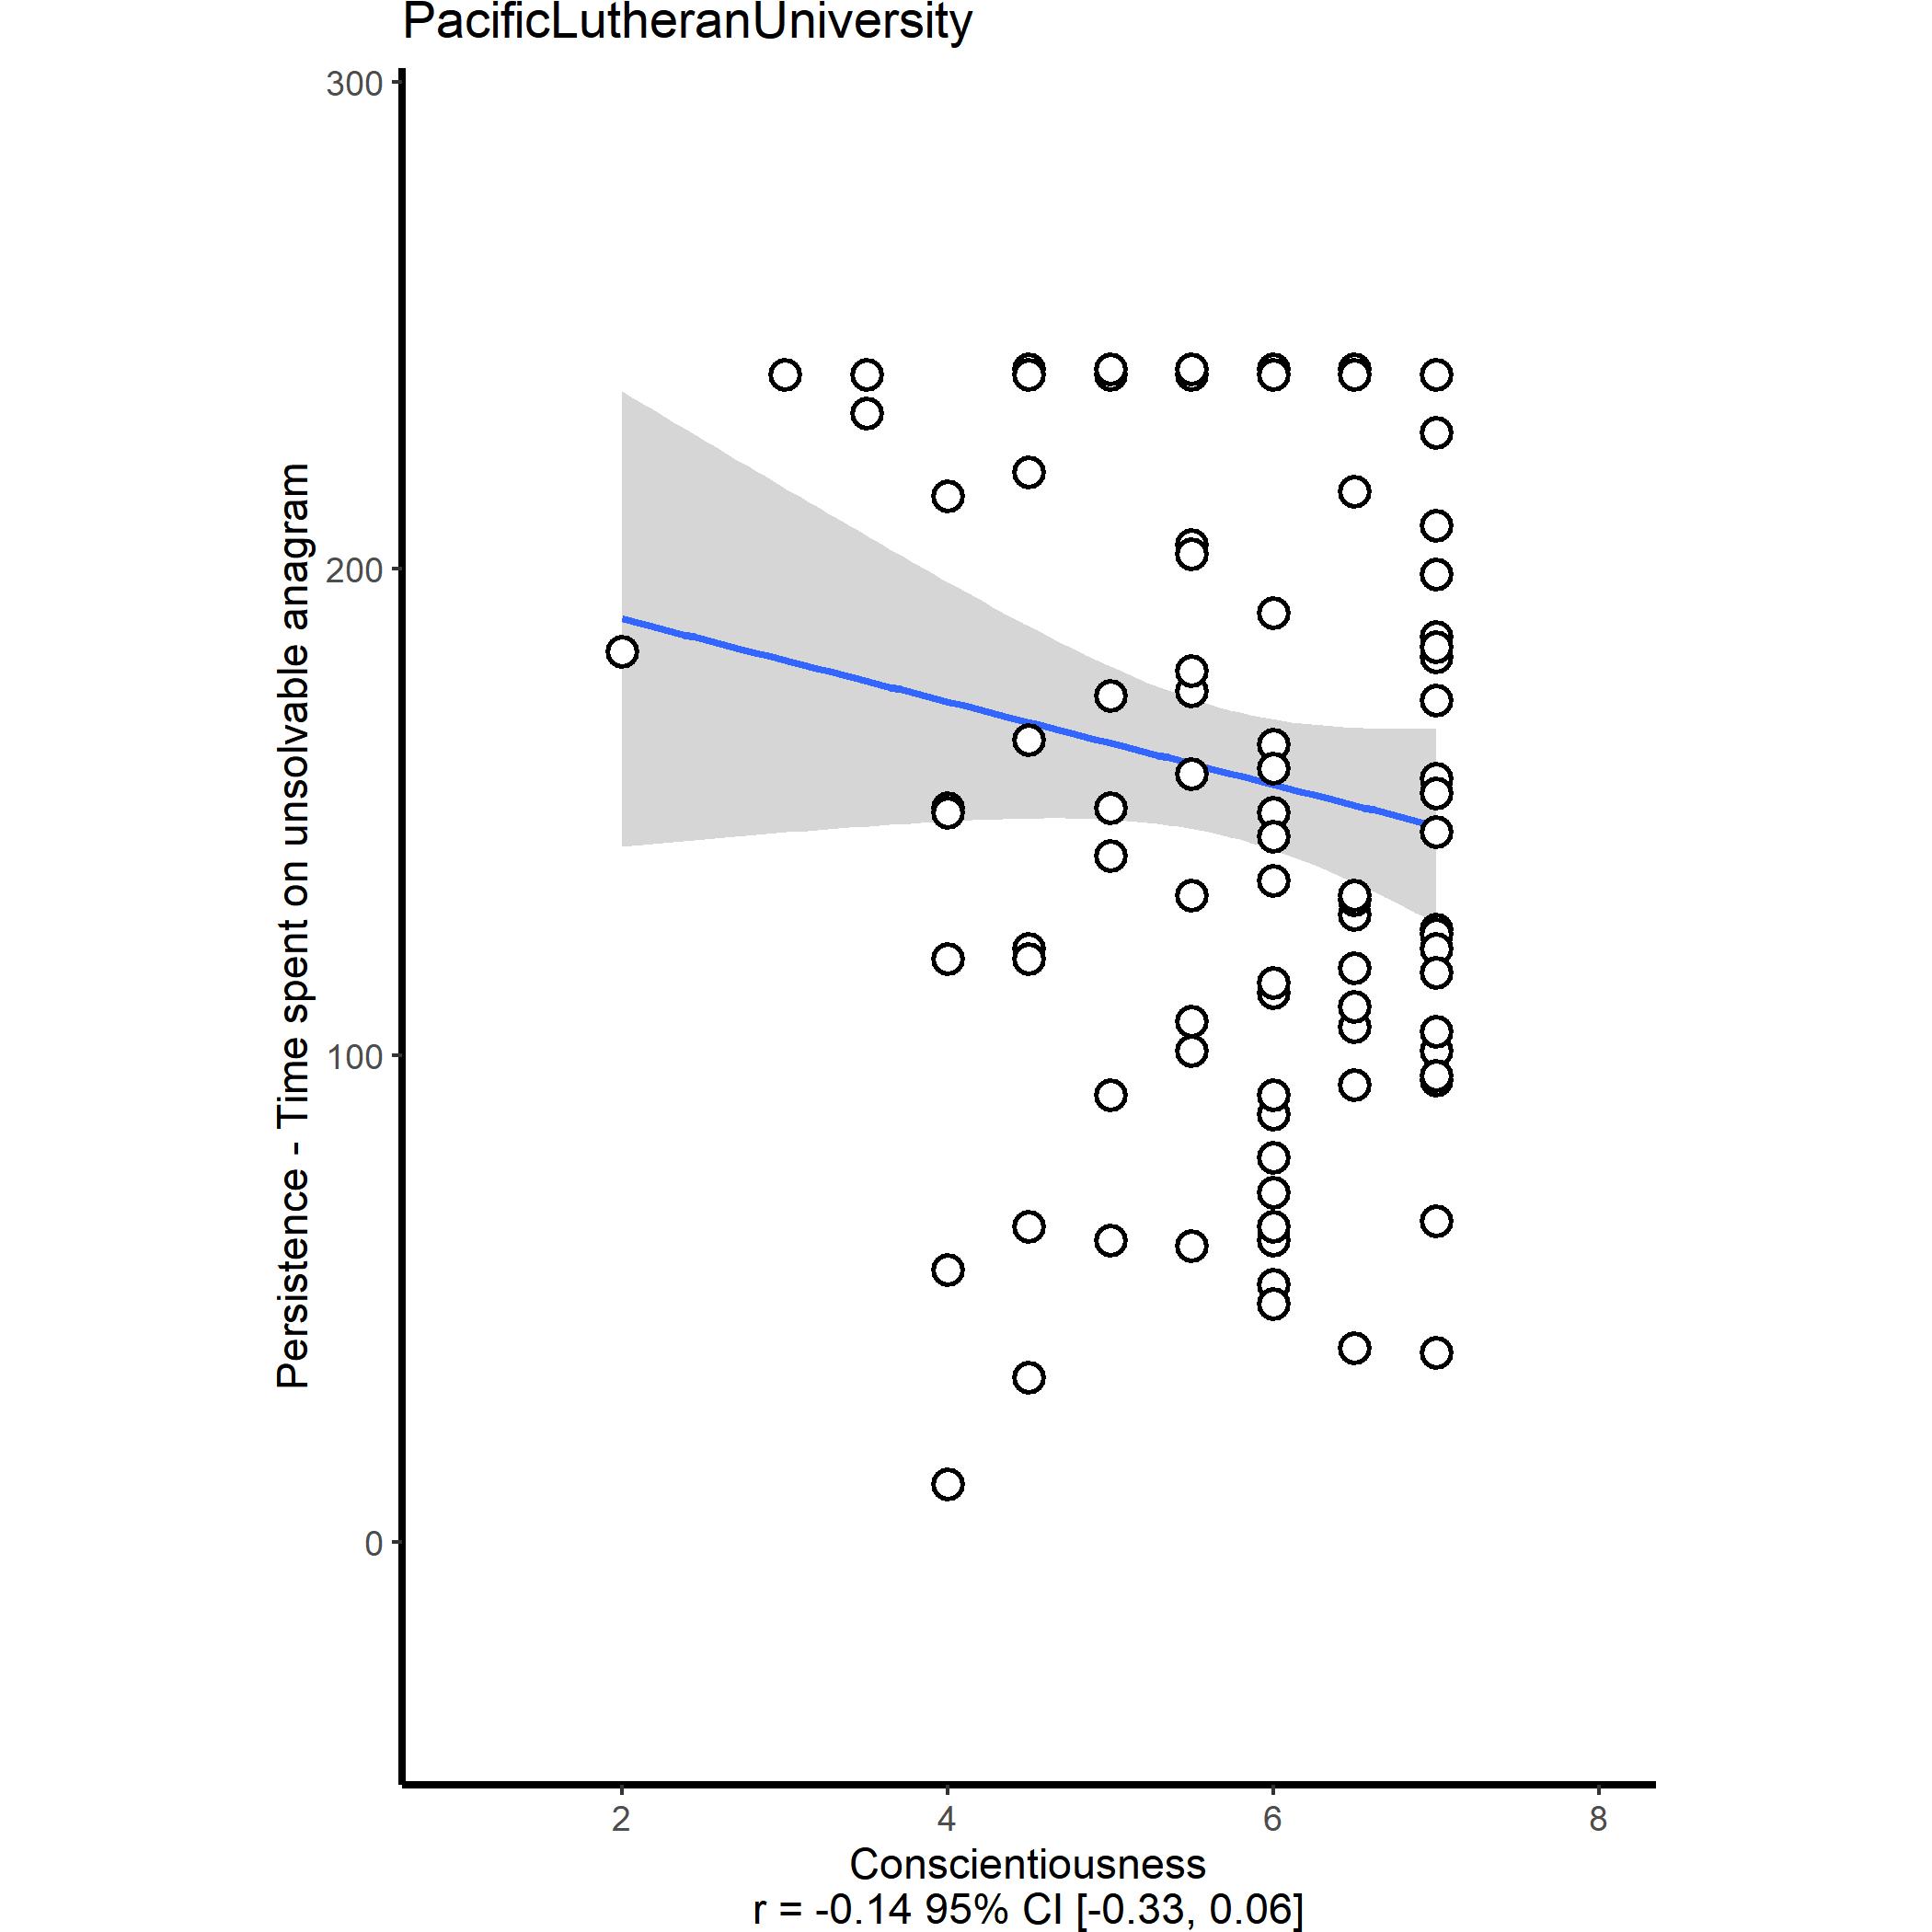 PacificLutheranUniversity
300
200
100
0
Persistence - Time spent on unsolvable anagram
2 4 6 8
Conscientiousness
r = -0.14 95% CI [-0.33, 0.06]